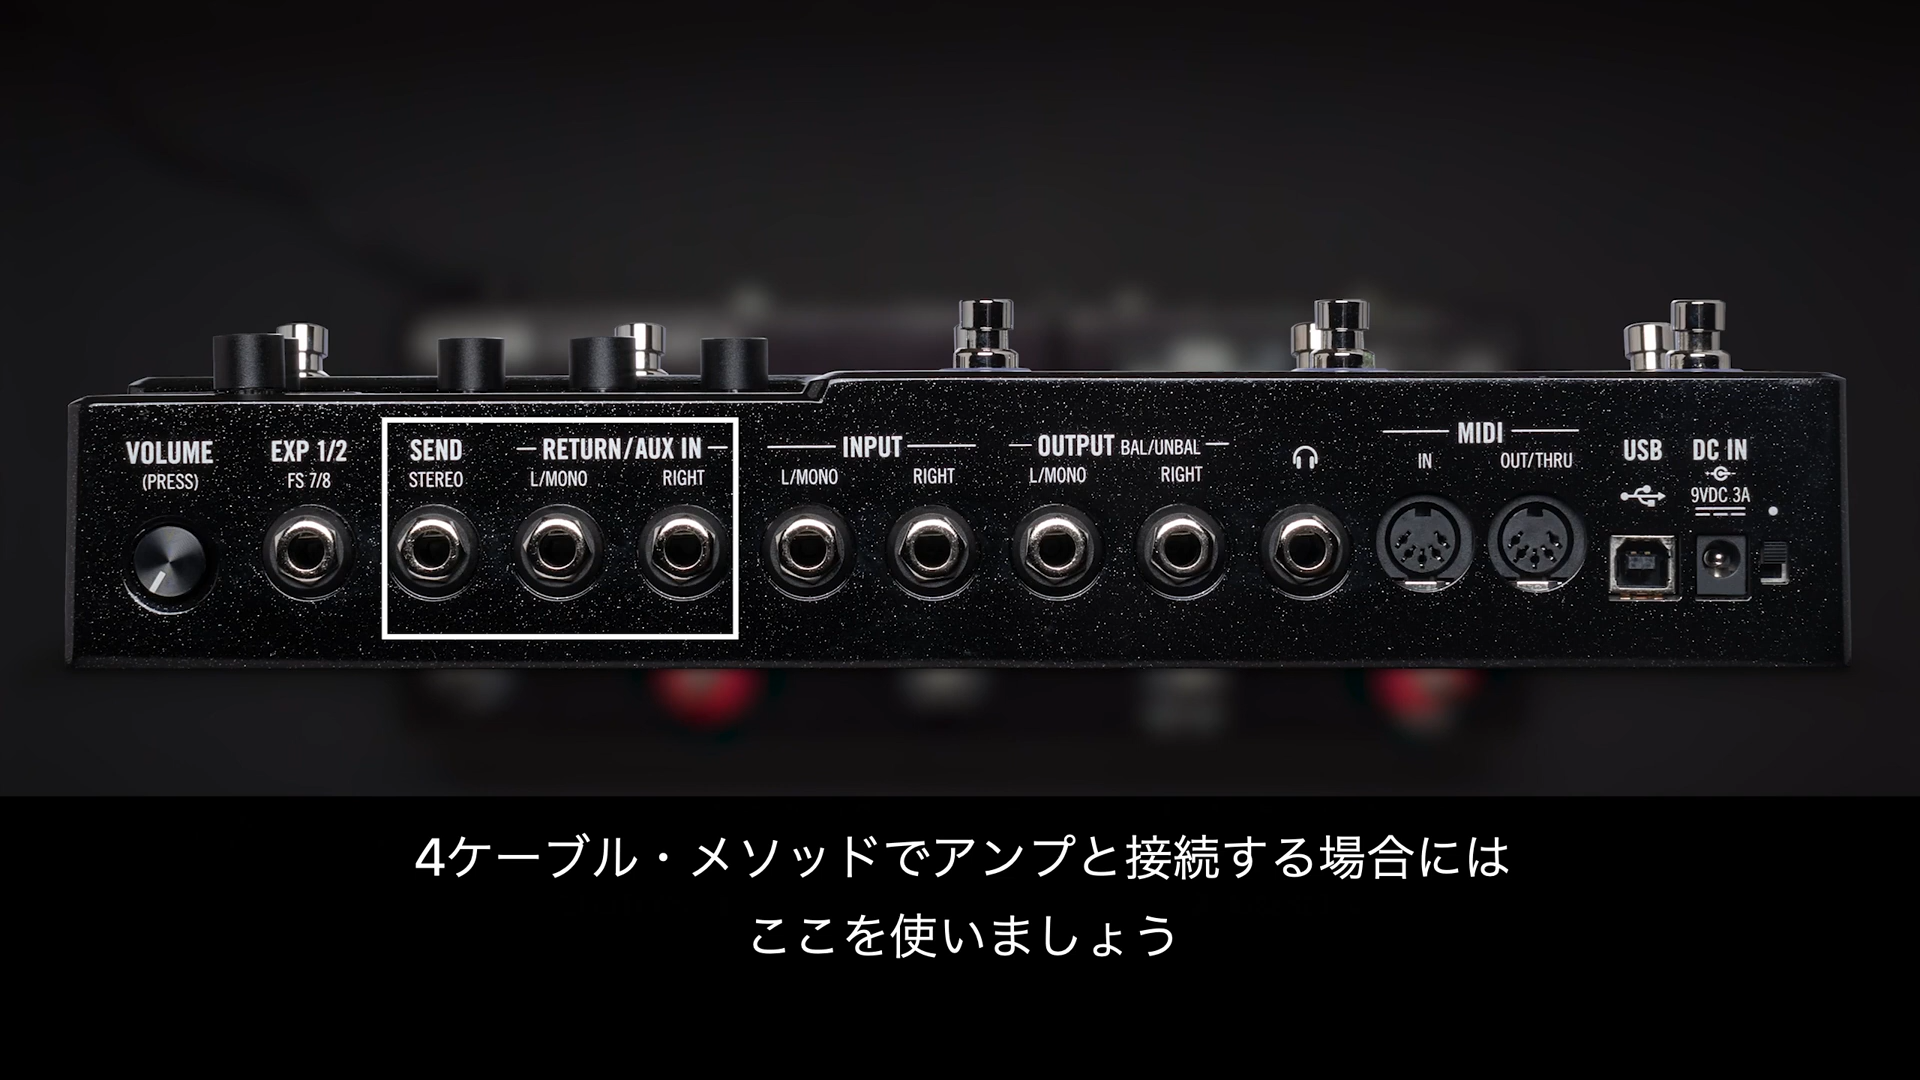 VOLUME
(PRESS)
EXP 1/2
FS 7/8
SEND
STEREO
RETURN/AUX IN
L/MONO
RIGHT
INPUT
L/MONO
RIGHT
OUTPUT BAL/UNBAL
L/MONO
RIGHT
MIDI
IN
OUT/THRU
USB
DC IN
9VDC 3A
4ケーブル・メソッドでアンプと接続する場合には
ここを使いましょう